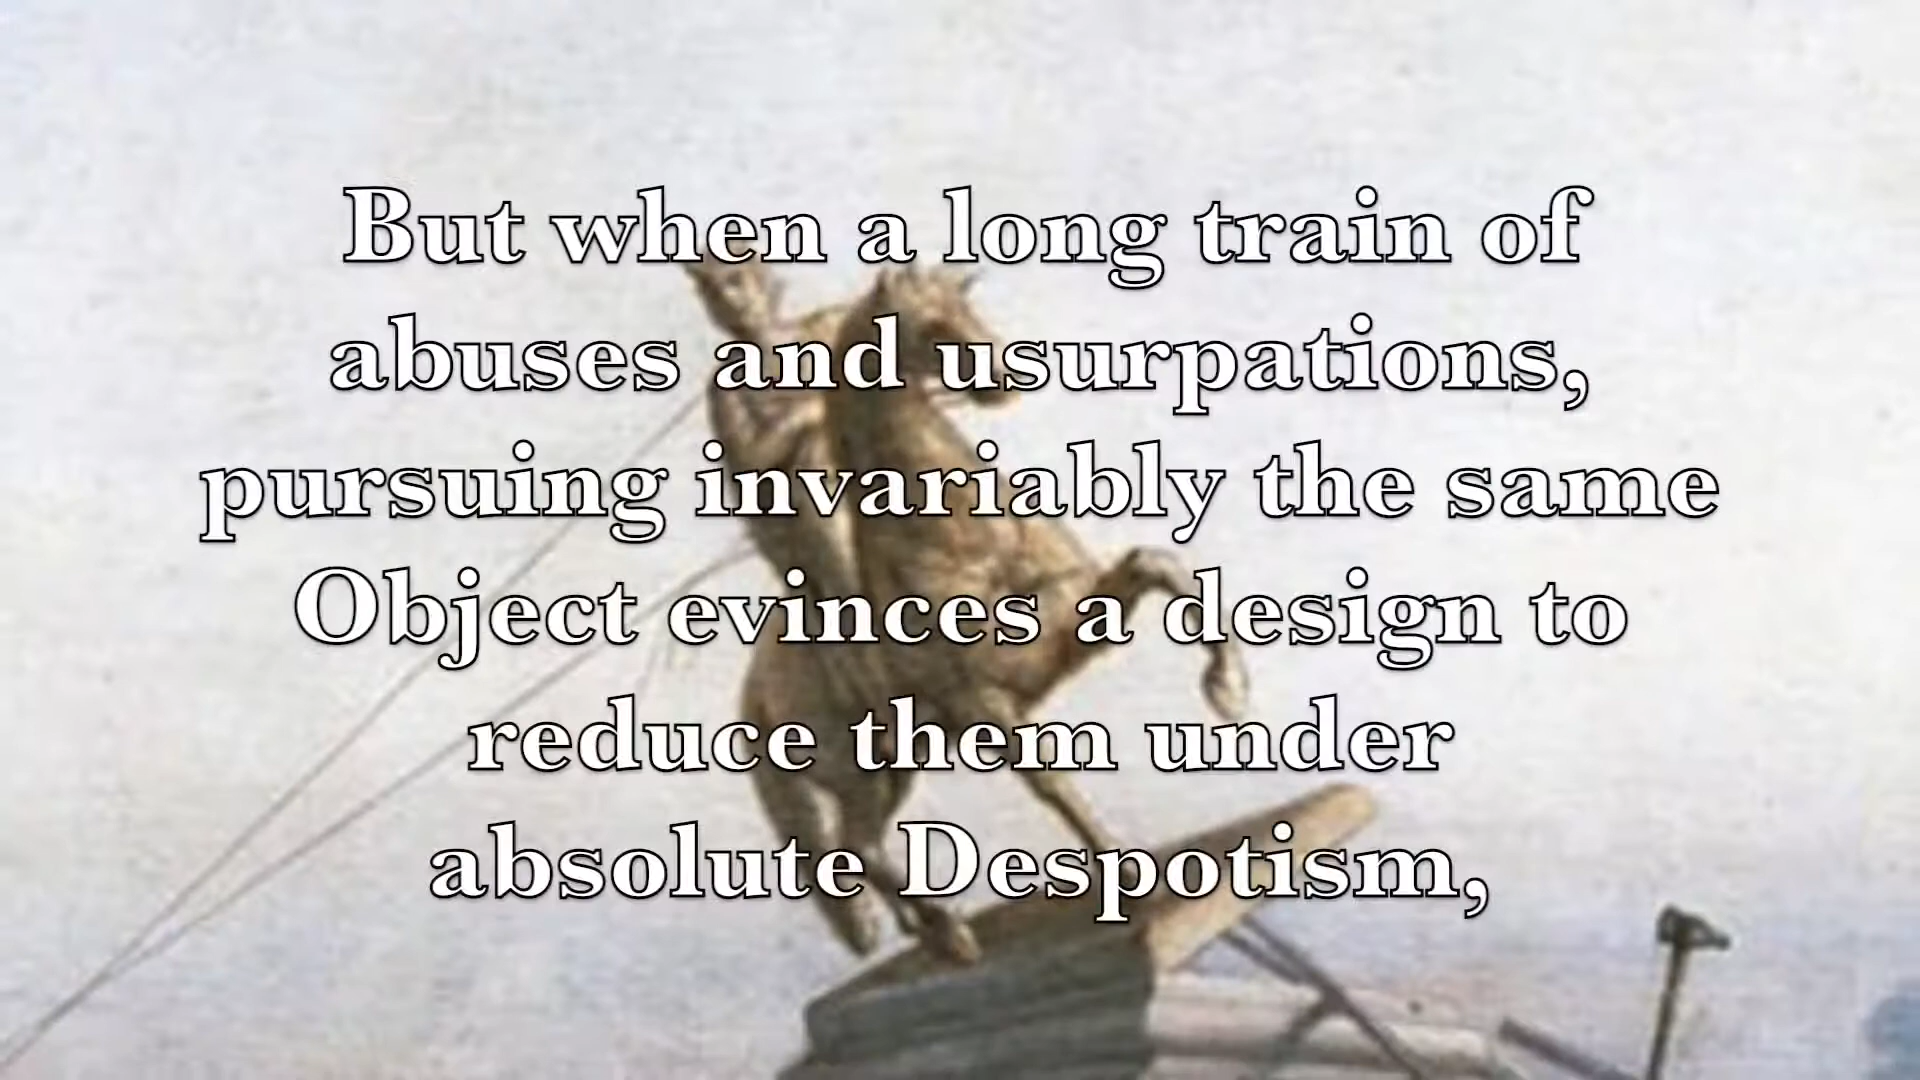 But when a long train of
abuses and usurpations,
pursuing invariably the same
Object evinces a design to
reduce them under
absolute Despotism,